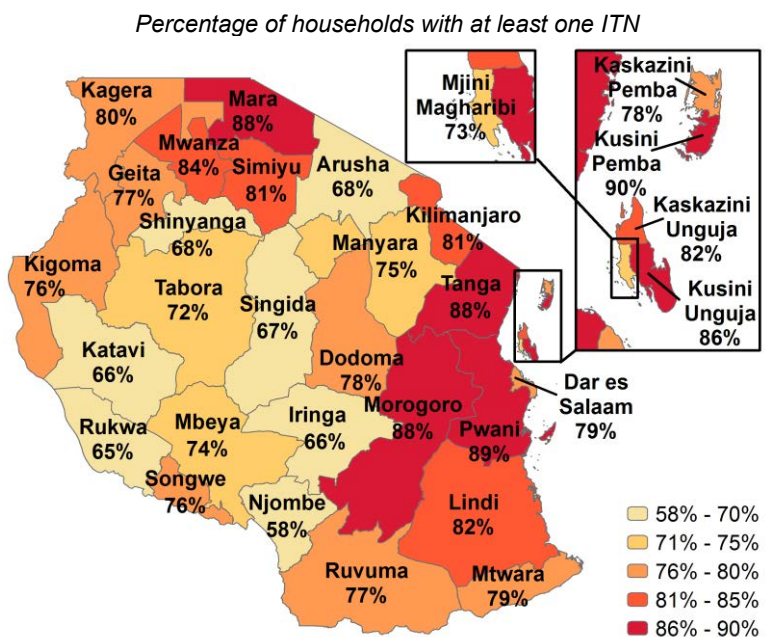 Percentage of households with at least one ITN
Kagera
80%
Mara
88%
Mwanza
84%
Simiyu
81%
Geita
77%
Arusha
68%
Shinyanga
68%
Kilimanjaro
81%
Kigoma
76%
Tabora
72%
Manyara
75%
Singida
67%
Tanga
88%
Katavi
66%
Dodoma
78%
Dar es
Salaam
79%
Rukwa
65%
Mbeya
74%
Iringa
66%
Morogoro
88%
Pwani
89%
Songwe
76%
Njombe
58%
Lindi
82%
Ruvuma
77%
Mtwara
79%
Mjini
Magharibi
73%
Kaskazini
Pemba
78%
Kusini
Pemba
90%
Kaskazini
Unguja
82%
Kusini
Unguja
86%
58% - 70%
71% - 75%
76% - 80%
81% - 85%
86% - 90%